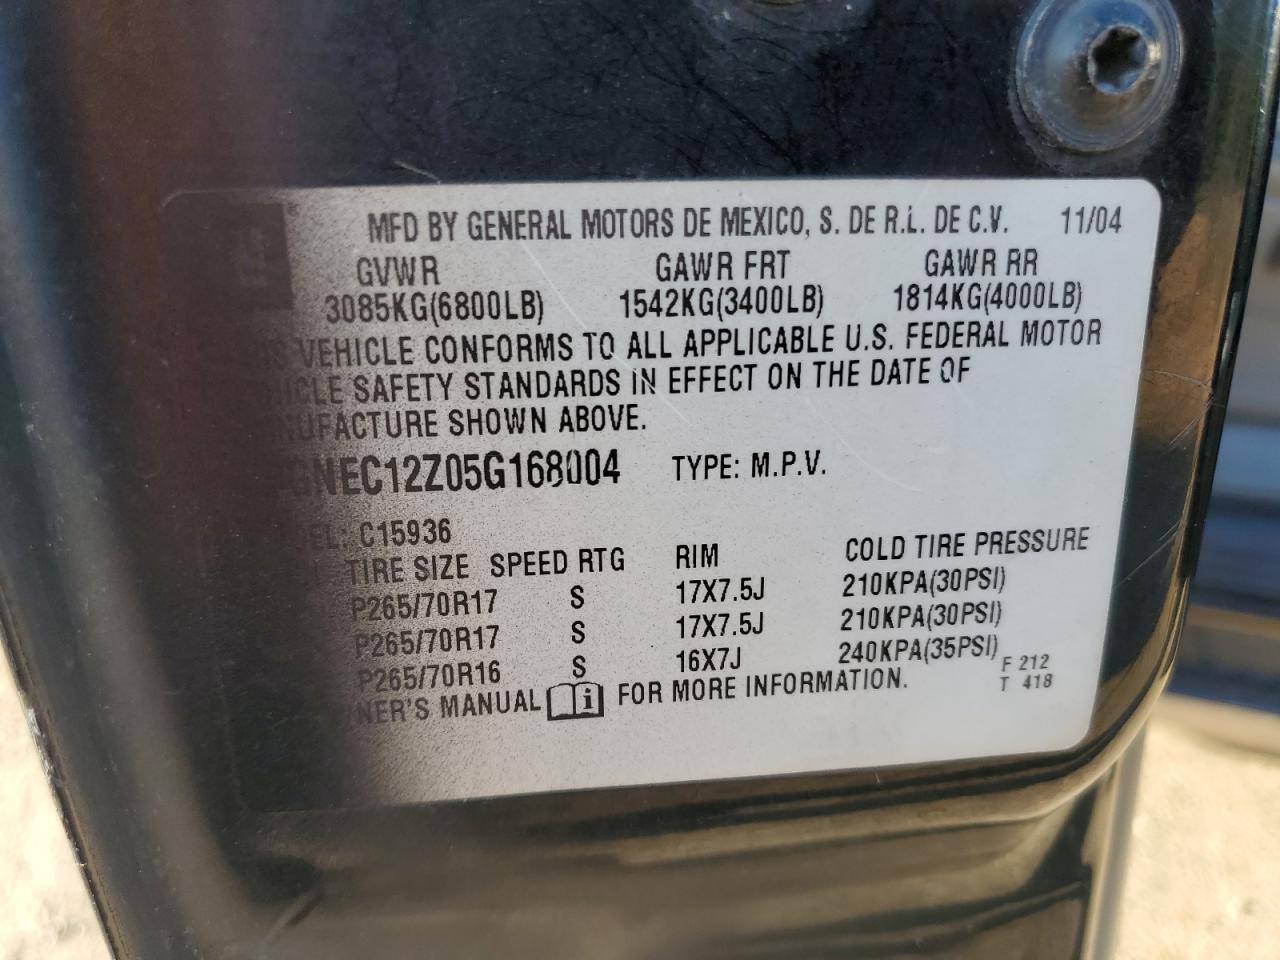 MFD BY GENERAL MOTORS DE MEXICO, S. DE R.L. DE C.V. 11/04
GVWR GAWR FRT GAWR RR
3085KG(6800LB) 1542KG(3400LB) 1814KG(4000LB)
VEHICLE CONFORMS TO ALL APPLICABLE U.S. FEDERAL MOTOR
SAFETY STANDARDS IN EFFECT ON THE DATE OF
SHOWN ABOVE.
GNEC12Z05G168004 TYPE: M.P.V.
C15936
TIRE SIZE SPEED RTG RIM COLD TIRE PRESSURE
P265/70R17 S 17X7.5J 210KPA(30PSI)
P265/70R17 S 17X7.5J 210KPA(30PSI)
P265/70R16 S 16X7J 240KPA(35PSI)
MANUAL i FOR MORE INFORMATION.
F 212
T 418